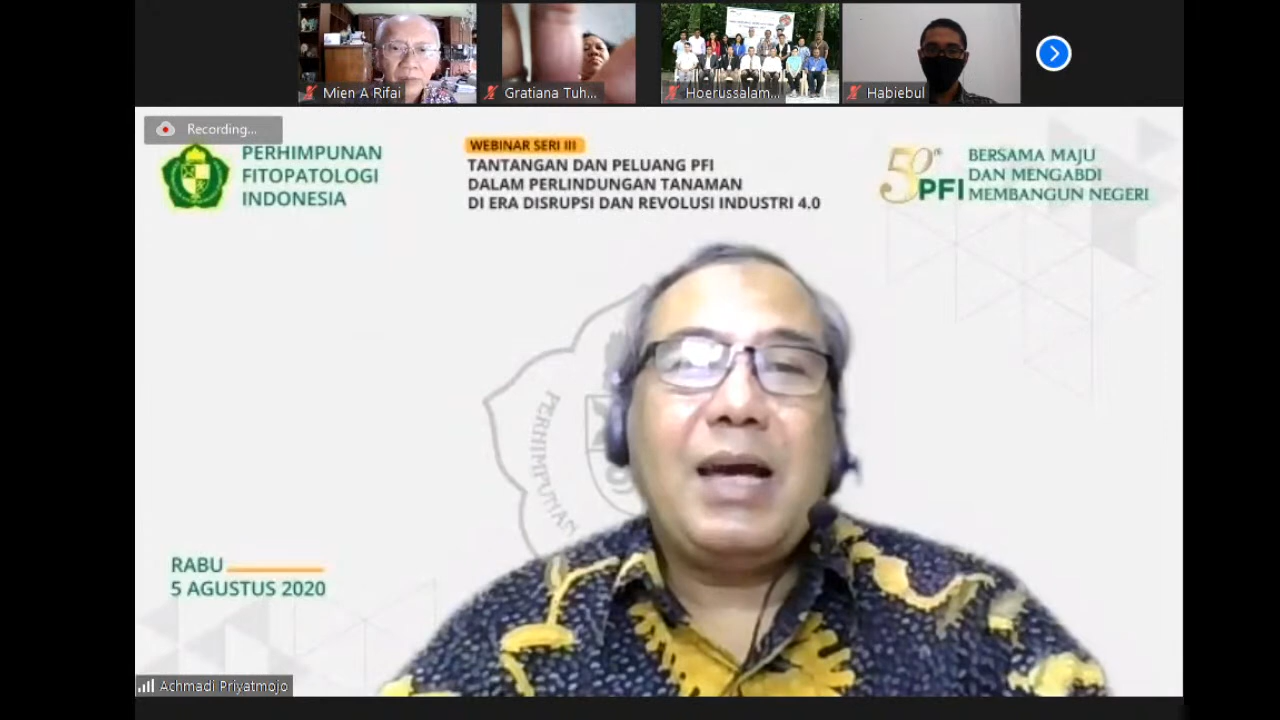 Mien A Rifai
Gratiana Tuh...
Hoerussalam...
Habiebul
Recording...
PERHIMPUNAN
FITOPATOLOGI
INDONESIA
WEBINAR SERI III
TANTANGAN DAN PELUANG PFI
DALAM PERLINDUNGAN TANAMAN
DI ERA DISRUPSI DAN REVOLUSI INDUSTRI 4.0
50th PFI
BERSAMA MAJU
DAN MENGABDI
MEMBANGUN NEGERI
PERHIMPUNAN
RABU
5 AGUSTUS 2020
Achmadi Priyatmojo